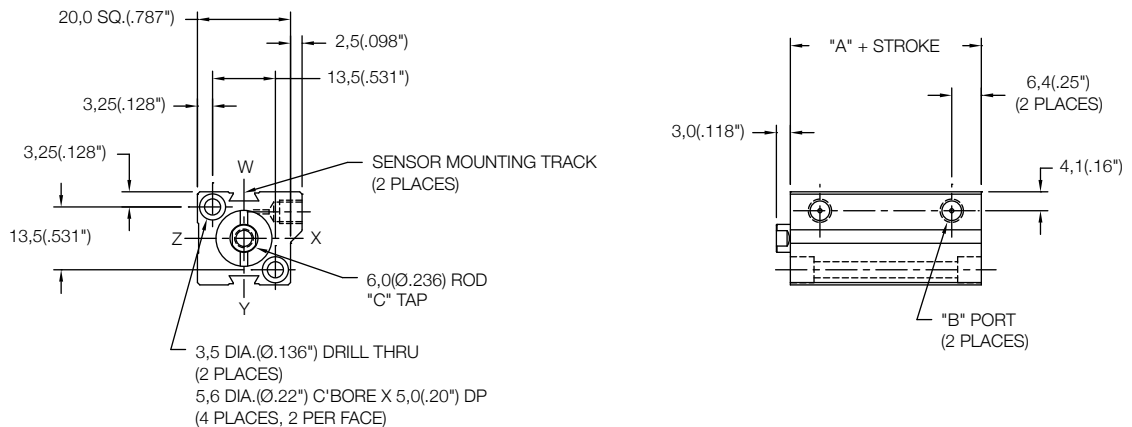 20,0 SQ.(.787")
2,5(.098")
13,5(.531")
3,25(.128")
3,25(.128")
W
SENSOR MOUNTING TRACK
(2 PLACES)
13,5(.531")
Z
X
6,0(Ø.236) ROD
"C" TAP
Y
3,5 DIA.(Ø.136") DRILL THRU
(2 PLACES)
5,6 DIA.(Ø.22") C'BORE X 5,0(.20") DP
(4 PLACES, 2 PER FACE)
"A" + STROKE
6,4(.25")
(2 PLACES)
3,0(.118")
4,1(.16")
"B" PORT
(2 PLACES)